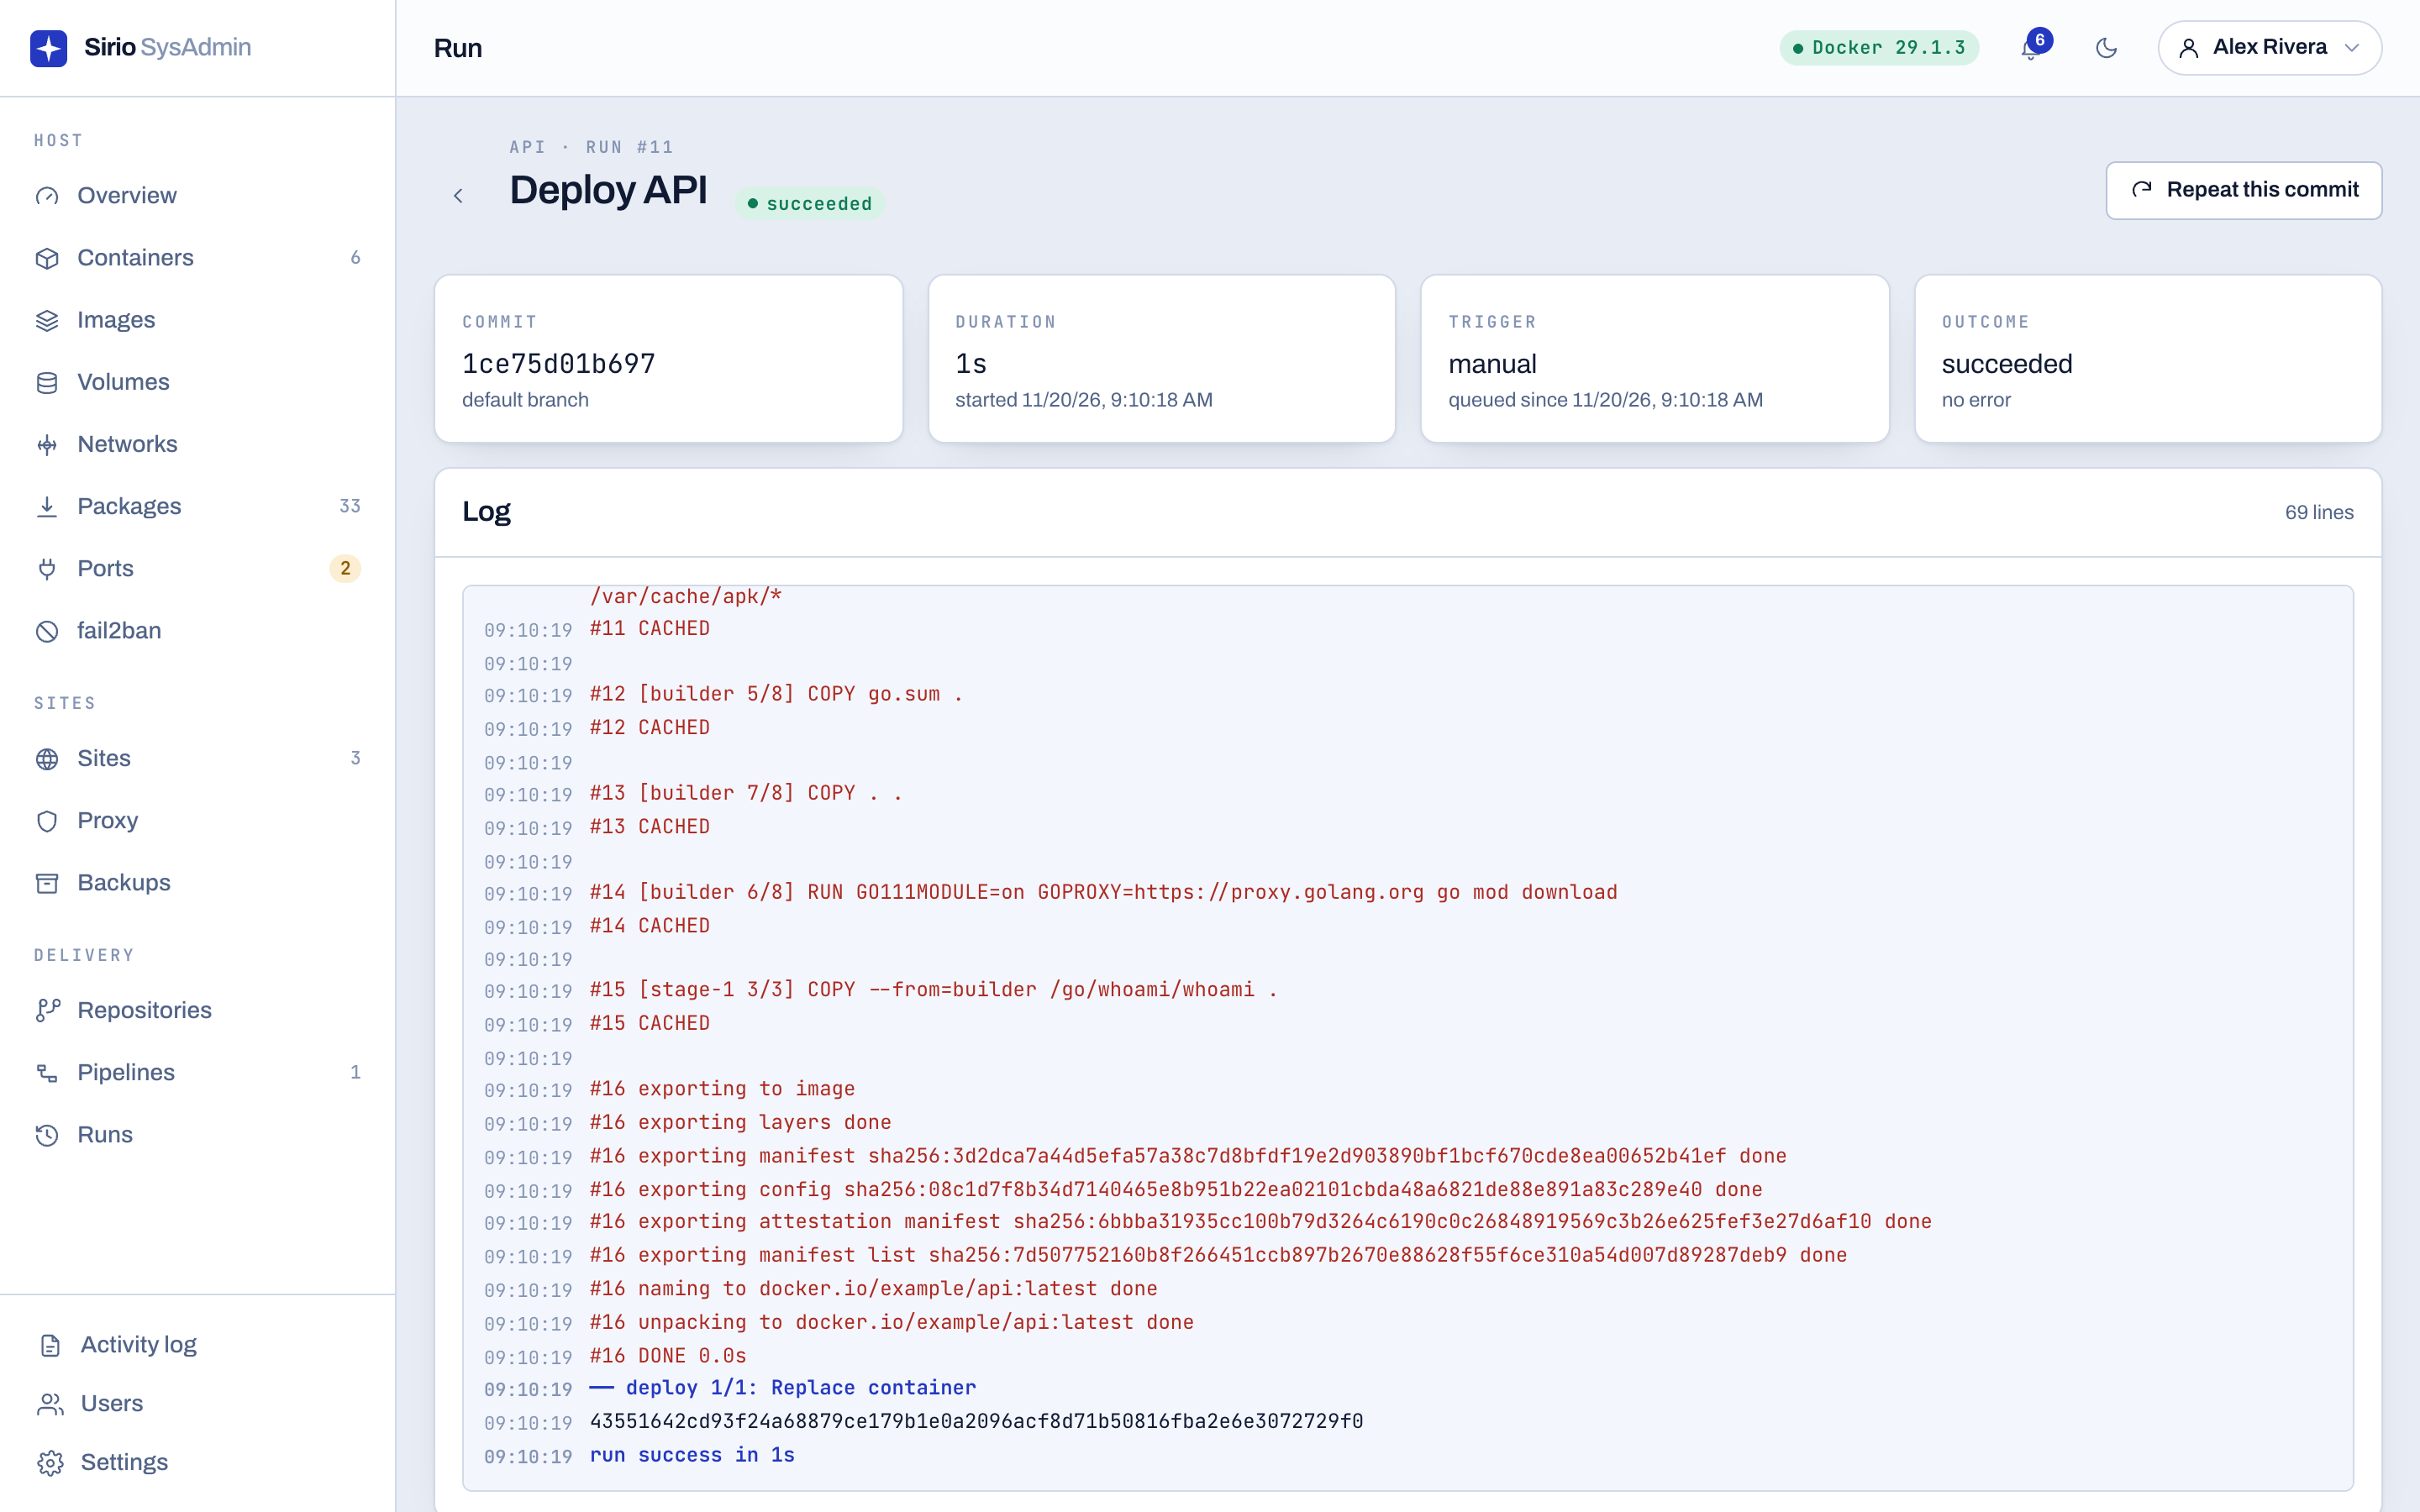 Sirio SysAdmin
Run
Docker 29.1.3
6
Alex Rivera
HOST
Overview
Containers 6
Images
Volumes
Networks
Packages 33
Ports 2
fail2ban
SITES
Sites 3
Proxy
Backups
DELIVERY
Repositories
Pipelines 1
Runs
Activity log
Users
Settings
API · RUN #11
Deploy API
succeeded
Repeat this commit
COMMIT
1ce75d01b697
default branch
DURATION
1s
started 11/20/26, 9:10:18 AM
TRIGGER
manual
queued since 11/20/26, 9:10:18 AM
OUTCOME
succeeded
no error
Log
69 lines
/var/cache/apk/*
09:10:19 #11 CACHED
09:10:19
09:10:19 #12 [builder 5/8] COPY go.sum .
09:10:19 #12 CACHED
09:10:19
09:10:19 #13 [builder 7/8] COPY . .
09:10:19 #13 CACHED
09:10:19
09:10:19 #14 [builder 6/8] RUN GO111MODULE=on GOPROXY=https://proxy.golang.org go mod download
09:10:19 #14 CACHED
09:10:19
09:10:19 #15 [stage-1 3/3] COPY --from=builder /go/whoami/whoami .
09:10:19 #15 CACHED
09:10:19
09:10:19 #16 exporting to image
09:10:19 #16 exporting layers done
09:10:19 #16 exporting manifest sha256:3d2dca7a44d5efa57a38c7d8bfdf19e2d903890bf1bcf670cde8ea00652b41ef done
09:10:19 #16 exporting config sha256:08c1d7f8b34d7140465e8b951b22ea02101cbda48a6821de88e891a83c289e40 done
09:10:19 #16 exporting attestation manifest sha256:6bbba31935cc100b79d3264c6190c0c26848919569c3b26e625fef3e27d6af10 done
09:10:19 #16 exporting manifest list sha256:7d507752160b8f266451ccb897b2670e88628f55f6ce310a54d007d89287deb9 done
09:10:19 #16 naming to docker.io/example/api:latest done
09:10:19 #16 unpacking to docker.io/example/api:latest done
09:10:19 #16 DONE 0.0s
09:10:19 ── deploy 1/1: Replace container
09:10:19 43551642cd93f24a68879ce179b1e0a2096acf8d71b50816fba2e6e3072729f0
09:10:19 run success in 1s